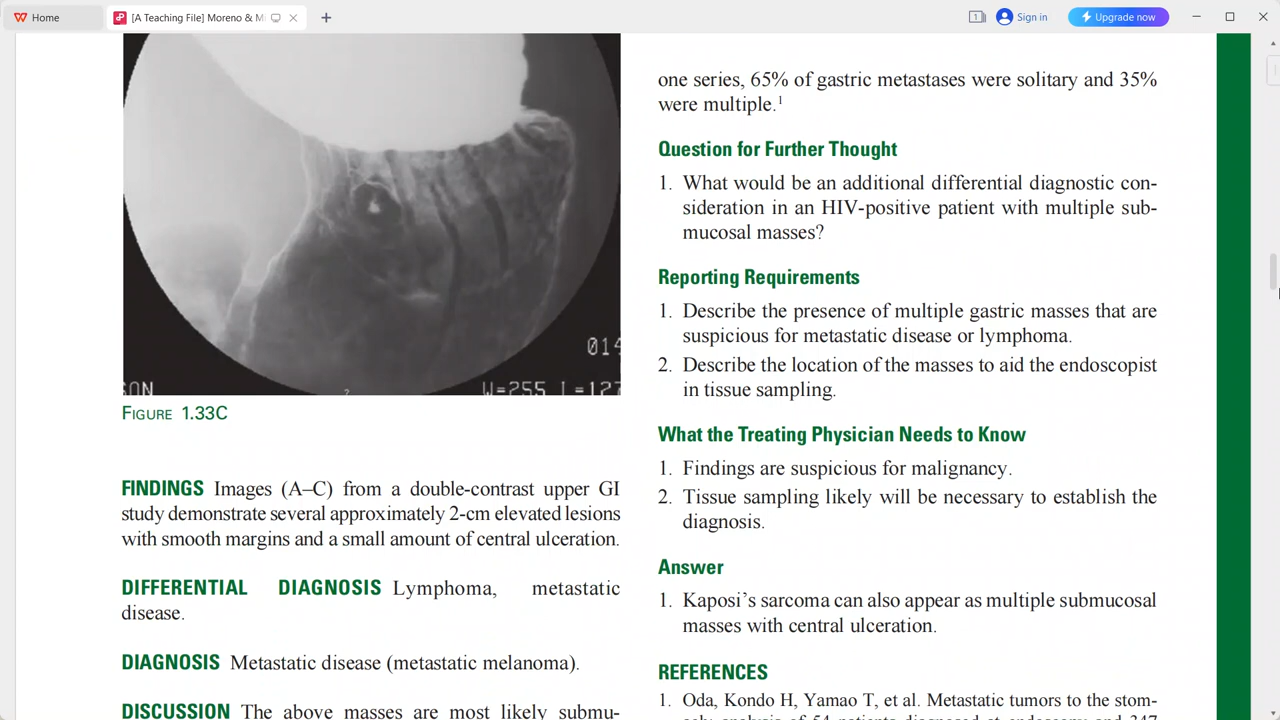 Home
[A Teaching File] Moreno & M
Sign in
Upgrade now
014
SON
W=255 L=127
FIGURE 1.33C
FINDINGS Images (A–C) from a double-contrast upper GI
study demonstrate several approximately 2-cm elevated lesions
with smooth margins and a small amount of central ulceration.
DIFFERENTIAL DIAGNOSIS Lymphoma, metastatic
disease.
DIAGNOSIS Metastatic disease (metastatic melanoma).
DISCUSSION The above masses are most likely submu-
one series, 65% of gastric metastases were solitary and 35%
were multiple.1
Question for Further Thought
1. What would be an additional differential diagnostic con-
sideration in an HIV-positive patient with multiple sub-
mucosal masses?
Reporting Requirements
1. Describe the presence of multiple gastric masses that are
suspicious for metastatic disease or lymphoma.
2. Describe the location of the masses to aid the endoscopist
in tissue sampling.
What the Treating Physician Needs to Know
1. Findings are suspicious for malignancy.
2. Tissue sampling likely will be necessary to establish the
diagnosis.
Answer
1. Kaposi's sarcoma can also appear as multiple submucosal
masses with central ulceration.
REFERENCES
1. Oda, Kondo H, Yamao T, et al. Metastatic tumors to the stom-